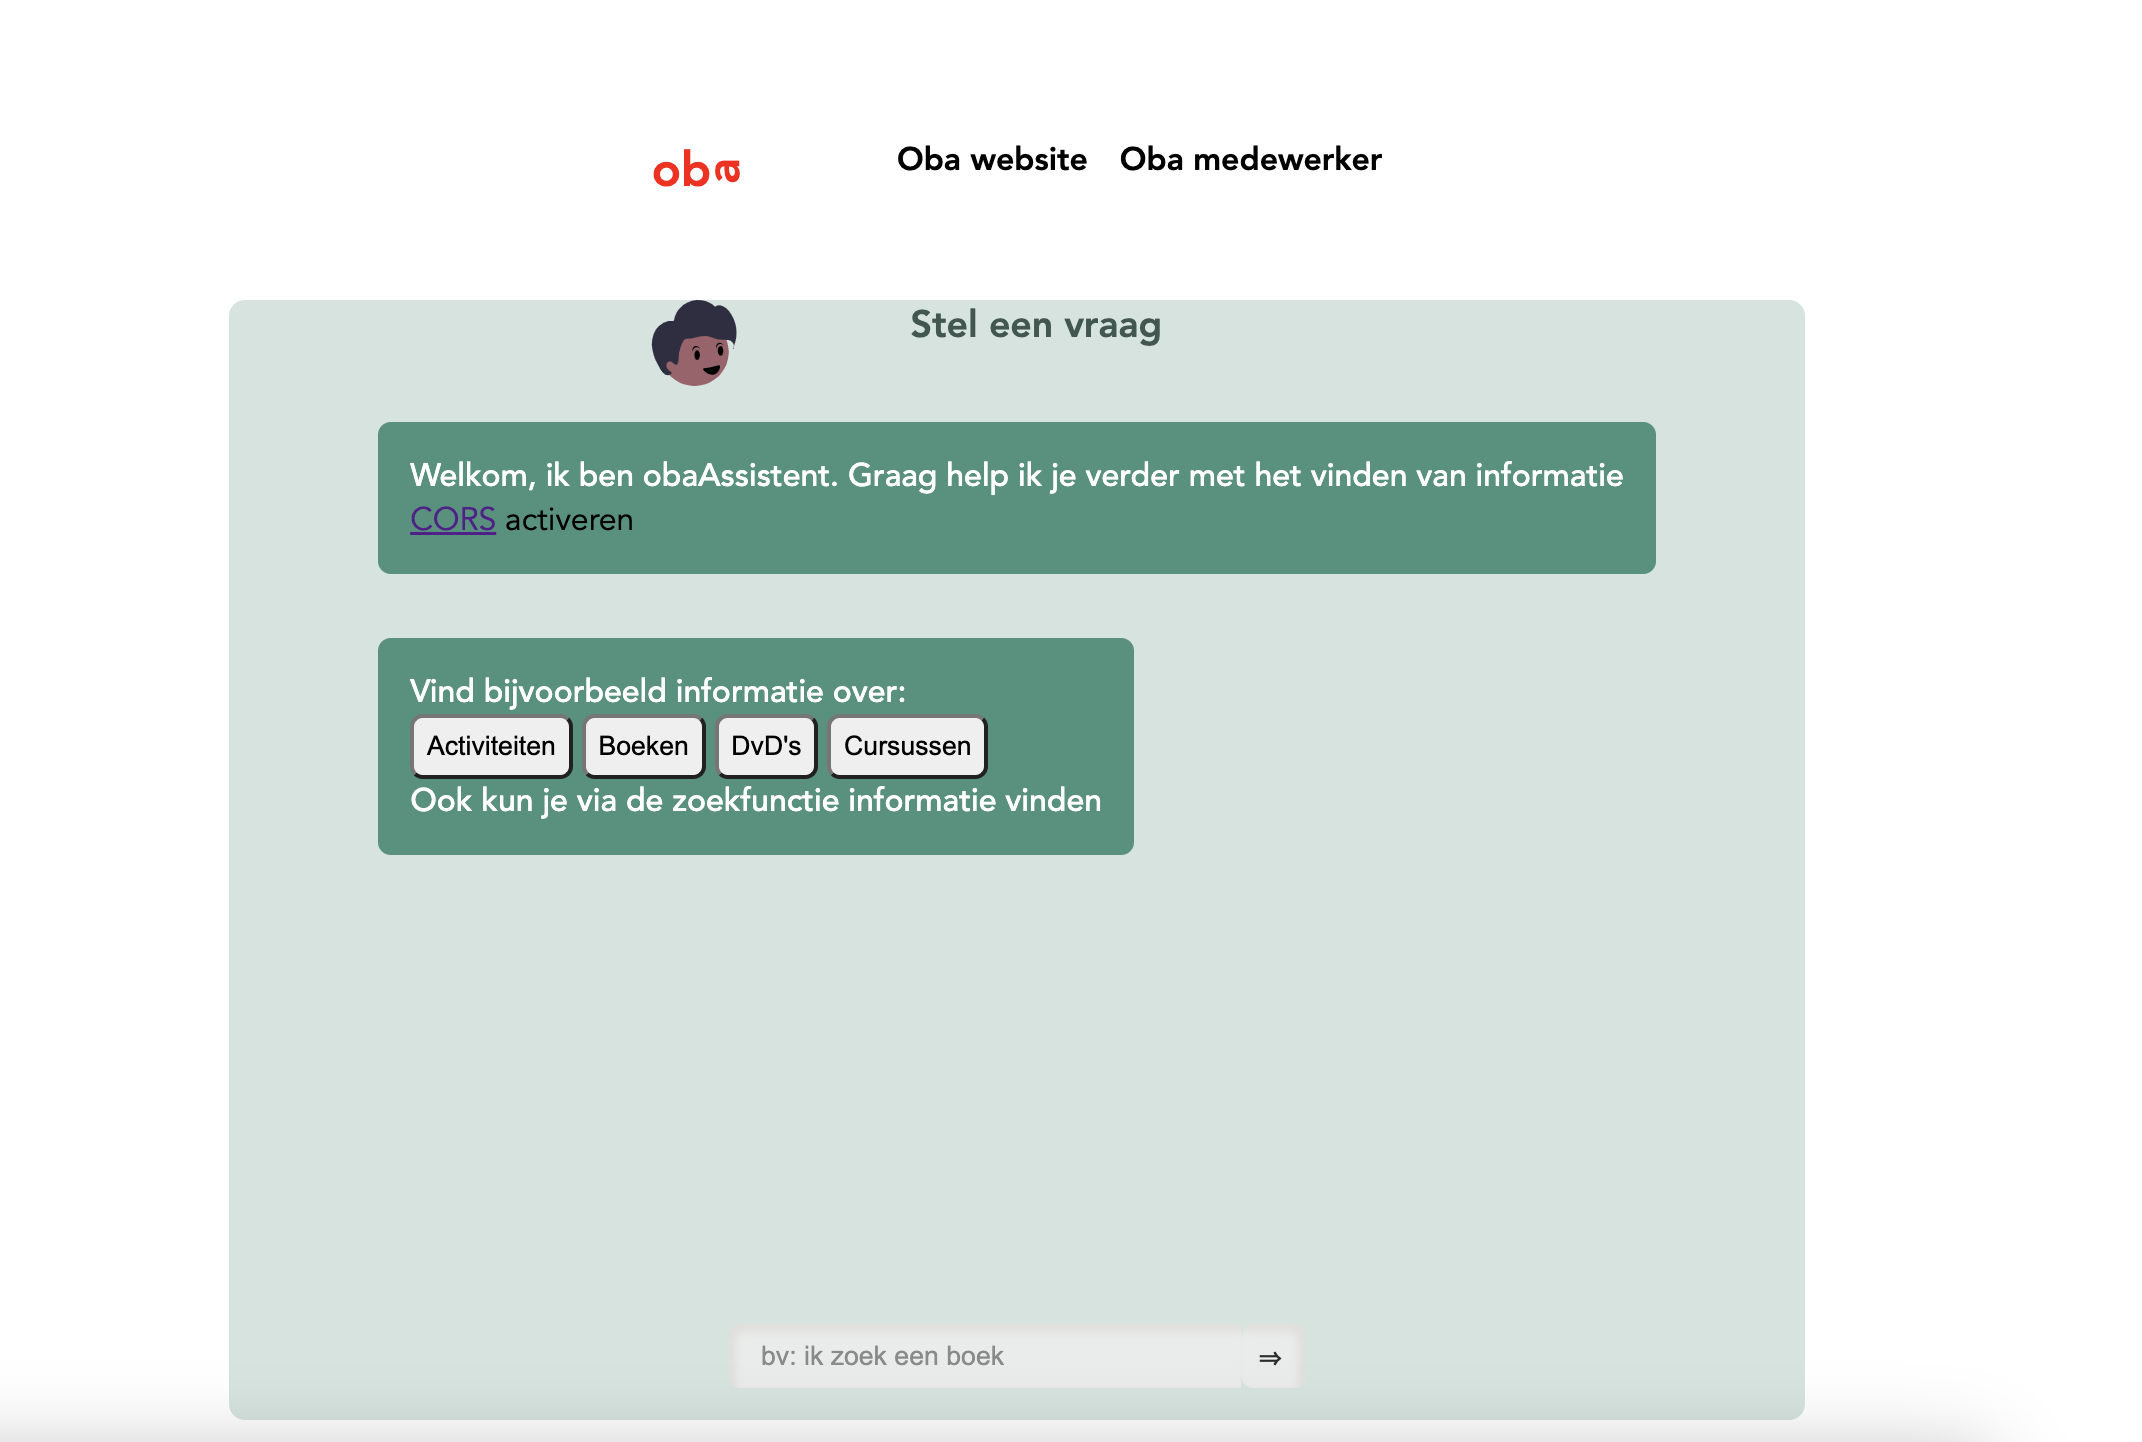 oba
Oba website Oba medewerker
Stel een vraag
Welkom, ik ben obaAssistent. Graag help ik je verder met het vinden van informatie
CORS activeren
Vind bijvoorbeeld informatie over:
Activiteiten Boeken DvD's Cursussen
Ook kun je via de zoekfunctie informatie vinden
bv: ik zoek een boek ⇒